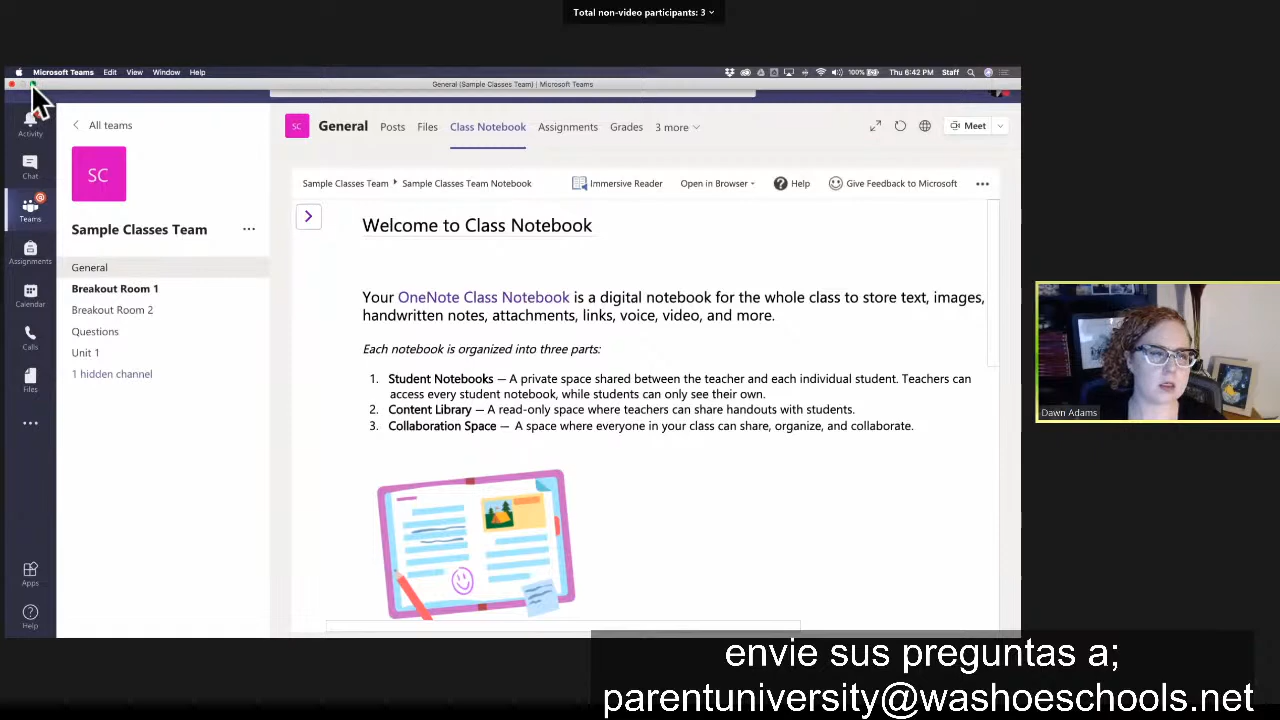 Total non-video participants: 3
Microsoft Teams Edit View Window Help
100% Thu 6:42 PM Staff
General (Sample Classes Team) | Microsoft Teams
Activity
Chat
Teams
Assignments
Calendar
Calls
Files
Apps
Help
All teams
SC
Sample Classes Team
General
Breakout Room 1
Breakout Room 2
Questions
Unit 1
1 hidden channel
SC General Posts Files Class Notebook Assignments Grades 3 more Meet
Sample Classes Team Sample Classes Team Notebook Immersive Reader Open in Browser Help Give Feedback to Microsoft
Welcome to Class Notebook
Your OneNote Class Notebook is a digital notebook for the whole class to store text, images,
handwritten notes, attachments, links, voice, video, and more.
Each notebook is organized into three parts:
1. Student Notebooks — A private space shared between the teacher and each individual student. Teachers can
access every student notebook, while students can only see their own.
2. Content Library — A read-only space where teachers can share handouts with students.
3. Collaboration Space — A space where everyone in your class can share, organize, and collaborate.
Dawn Adams
envie sus preguntas a;
parentuniversity@washoeschools.net